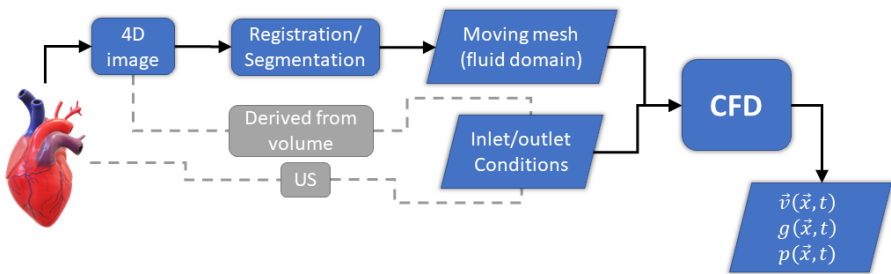 4D
image
Registration/
Segmentation
Moving mesh
(fluid domain)
Derived from
volume
US
Inlet/outlet
Conditions
CFD
v⃗(x⃗,t)
g(x⃗,t)
p(x⃗,t)